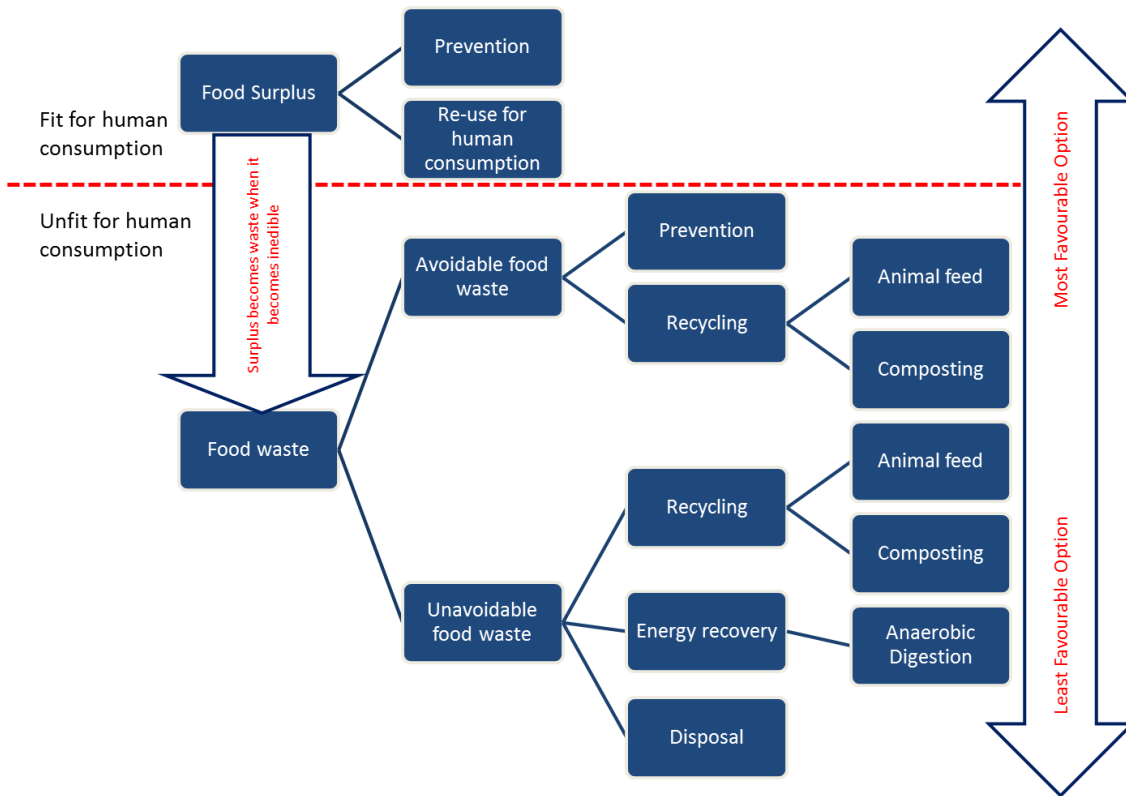 Prevention
Food Surplus
Re-use for
human
consumption
Fit for human
consumption
Unfit for human
consumption
Surplus becomes waste when it
becomes inedible
Most Favourable Option
Prevention
Avoidable food
waste
Animal feed
Recycling
Composting
Food waste
Animal feed
Recycling
Composting
Unavoidable
food waste
Energy recovery
Anaerobic
Digestion
Least Favourable Option
Disposal